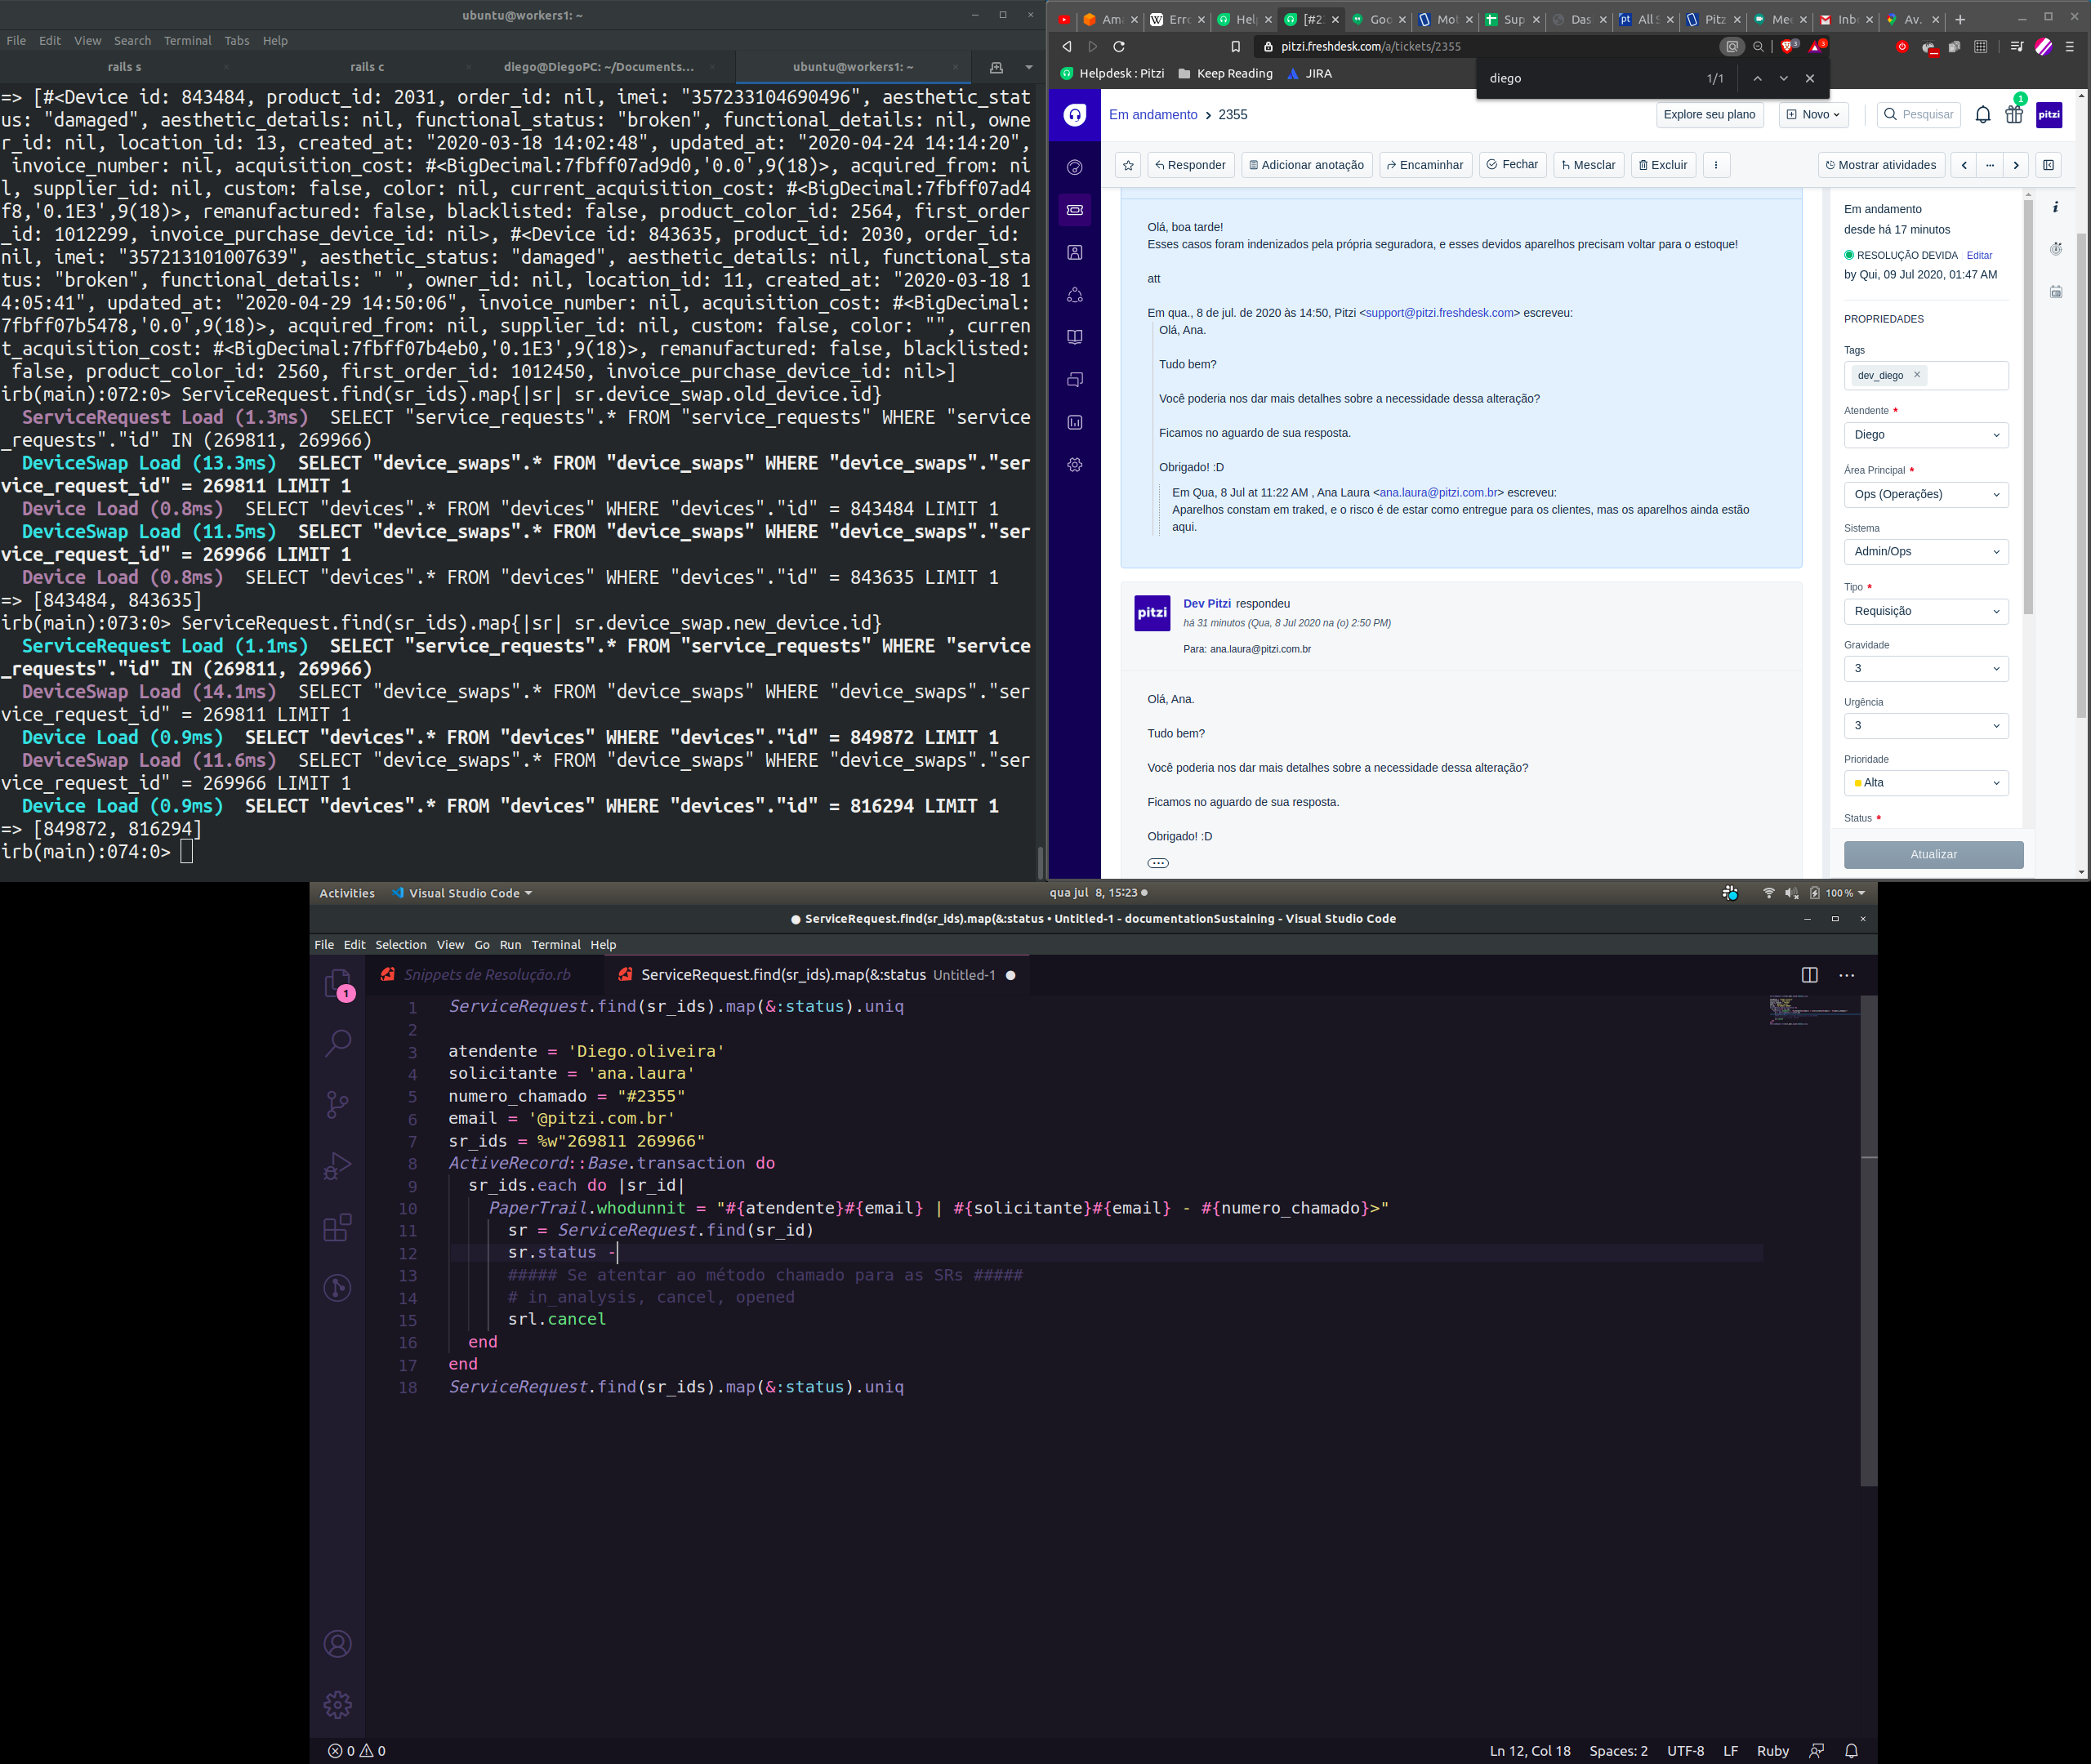 ubuntu@workers1: ~
File Edit View Search Terminal Tabs Help
rails s
rails c
diego@DiegoPC: ~/Documents...
ubuntu@workers1: ~
=> [#<Device id: 843484, product_id: 2031, order_id: nil, imei: "357233104690496", aesthetic_stat
us: "damaged", aesthetic_details: nil, functional_status: "broken", functional_details: nil, owne
r_id: nil, location_id: 13, created_at: "2020-03-18 14:02:48", updated_at: "2020-04-24 14:14:20",
invoice_number: nil, acquisition_cost: #<BigDecimal:7fbff07ad9d0,'0.0',9(18)>, acquired_from: ni
l, supplier_id: nil, custom: false, color: nil, current_acquisition_cost: #<BigDecimal:7fbff07ad4
f8,'0.1E3',9(18)>, remanufactured: false, blacklisted: false, product_color_id: 2564, first_order
_id: 1012299, invoice_purchase_device_id: nil>, #<Device id: 843635, product_id: 2030, order_id:
nil, imei: "357213101007639", aesthetic_status: "damaged", aesthetic_details: nil, functional_sta
tus: "broken", functional_details: " ", owner_id: nil, location_id: 11, created_at: "2020-03-18 1
4:05:41", updated_at: "2020-04-29 14:50:06", invoice_number: nil, acquisition_cost: #<BigDecimal:
7fbff07b5478,'0.0',9(18)>, acquired_from: nil, supplier_id: nil, custom: false, color: "", curren
t_acquisition_cost: #<BigDecimal:7fbff07b4eb0,'0.1E3',9(18)>, remanufactured: false, blacklisted:
false, product_color_id: 2560, first_order_id: 1012450, invoice_purchase_device_id: nil>]
irb(main):072:0> ServiceRequest.find(sr_ids).map{|sr| sr.device_swap.old_device.id}
ServiceRequest Load (1.3ms) SELECT "service_requests".* FROM "service_requests" WHERE "service
_requests"."id" IN (269811, 269966)
DeviceSwap Load (13.3ms) SELECT "device_swaps".* FROM "device_swaps" WHERE "device_swaps"."ser
vice_request_id" = 269811 LIMIT 1
Device Load (0.8ms) SELECT "devices".* FROM "devices" WHERE "devices"."id" = 843484 LIMIT 1
DeviceSwap Load (11.5ms) SELECT "device_swaps".* FROM "device_swaps" WHERE "device_swaps"."ser
vice_request_id" = 269966 LIMIT 1
Device Load (0.8ms) SELECT "devices".* FROM "devices" WHERE "devices"."id" = 843635 LIMIT 1
=> [843484, 843635]
irb(main):073:0> ServiceRequest.find(sr_ids).map{|sr| sr.device_swap.new_device.id}
ServiceRequest Load (1.1ms) SELECT "service_requests".* FROM "service_requests" WHERE "service
_requests"."id" IN (269811, 269966)
DeviceSwap Load (14.1ms) SELECT "device_swaps".* FROM "device_swaps" WHERE "device_swaps"."ser
vice_request_id" = 269811 LIMIT 1
Device Load (0.9ms) SELECT "devices".* FROM "devices" WHERE "devices"."id" = 849872 LIMIT 1
DeviceSwap Load (11.6ms) SELECT "device_swaps".* FROM "device_swaps" WHERE "device_swaps"."ser
vice_request_id" = 269966 LIMIT 1
Device Load (0.9ms) SELECT "devices".* FROM "devices" WHERE "devices"."id" = 816294 LIMIT 1
=> [849872, 816294]
irb(main):074:0>
Am
Erro
Help
[#2
Goo
Mot
Sup
Das
pt All S
Pitz
Mee
Inb
Av.
pitzi.freshdesk.com/a/tickets/2355
Helpdesk : Pitzi
Keep Reading
JIRA
diego
1/1
Em andamento > 2355
Explore seu plano
Novo
Pesquisar
1
pitzi
Responder
Adicionar anotação
Encaminhar
Fechar
Mesclar
Excluir
Mostrar atividades
Olá, boa tarde!
Esses casos foram indenizados pela própria seguradora, e esses devidos aparelhos precisam voltar para o estoque!
att
Em qua., 8 de jul. de 2020 às 14:50, Pitzi <support@pitzi.freshdesk.com> escreveu:
Olá, Ana.
Tudo bem?
Você poderia nos dar mais detalhes sobre a necessidade dessa alteração?
Ficamos no aguardo de sua resposta.
Obrigado! :D
Em Qua, 8 Jul at 11:22 AM , Ana Laura <ana.laura@pitzi.com.br> escreveu:
Aparelhos constam em traked, e o risco é de estar como entregue para os clientes, mas os aparelhos ainda estão
aqui.
pitzi
Dev Pitzi respondeu
há 31 minutos (Qua, 8 Jul 2020 na (o) 2:50 PM)
Para: ana.laura@pitzi.com.br
Olá, Ana.
Tudo bem?
Você poderia nos dar mais detalhes sobre a necessidade dessa alteração?
Ficamos no aguardo de sua resposta.
Obrigado! :D
Em andamento
desde há 17 minutos
RESOLUÇÃO DEVIDA Editar
by Qui, 09 Jul 2020, 01:47 AM
PROPRIEDADES
Tags
dev_diego
Atendente *
Diego
Área Principal *
Ops (Operações)
Sistema
Admin/Ops
Tipo *
Requisição
Gravidade
3
Urgência
3
Prioridade
Alta
Status *
Atualizar
Activities
Visual Studio Code
qua jul 8, 15:23
100 %
● ServiceRequest.find(sr_ids).map(&:status • Untitled-1 - documentationSustaining - Visual Studio Code
File Edit Selection View Go Run Terminal Help
1
Snippets de Resolução.rb
ServiceRequest.find(sr_ids).map(&:status Untitled-1
1 ServiceRequest.find(sr_ids).map(&:status).uniq
2
3 atendente = 'Diego.oliveira'
4 solicitante = 'ana.laura'
5 numero_chamado = "#2355"
6 email = '@pitzi.com.br'
7 sr_ids = %w"269811 269966"
8 ActiveRecord::Base.transaction do
9 sr_ids.each do |sr_id|
10 PaperTrail.whodunnit = "#{atendente}#{email} | #{solicitante}#{email} - #{numero_chamado}>"
11 sr = ServiceRequest.find(sr_id)
12 sr.status -
13 ##### Se atentar ao método chamado para as SRs #####
14 # in_analysis, cancel, opened
15 srl.cancel
16 end
17 end
18 ServiceRequest.find(sr_ids).map(&:status).uniq
0 0
Ln 12, Col 18
Spaces: 2
UTF-8
LF
Ruby